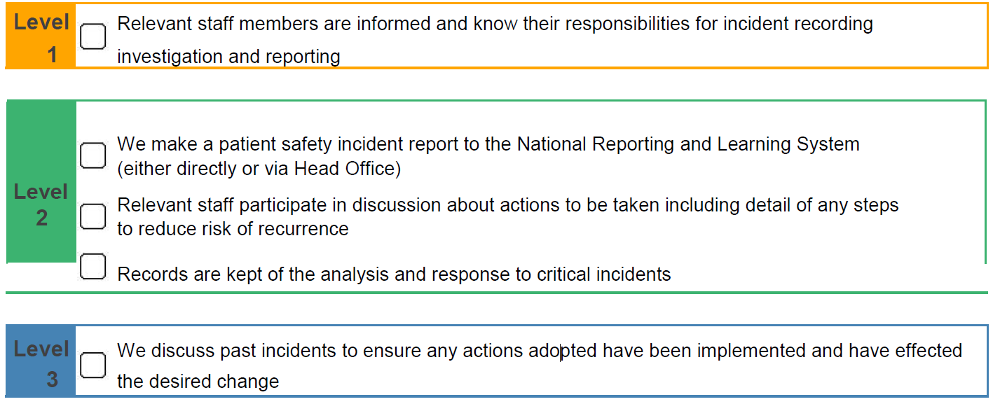 Level
1
Relevant staff members are informed and know their responsibilities for incident recording
investigation and reporting
Level
2
We make a patient safety incident report to the National Reporting and Learning System
(either directly or via Head Office)
Relevant staff participate in discussion about actions to be taken including detail of any steps
to reduce risk of recurrence
Records are kept of the analysis and response to critical incidents
Level
3
We discuss past incidents to ensure any actions adopted have been implemented and have effected
the desired change